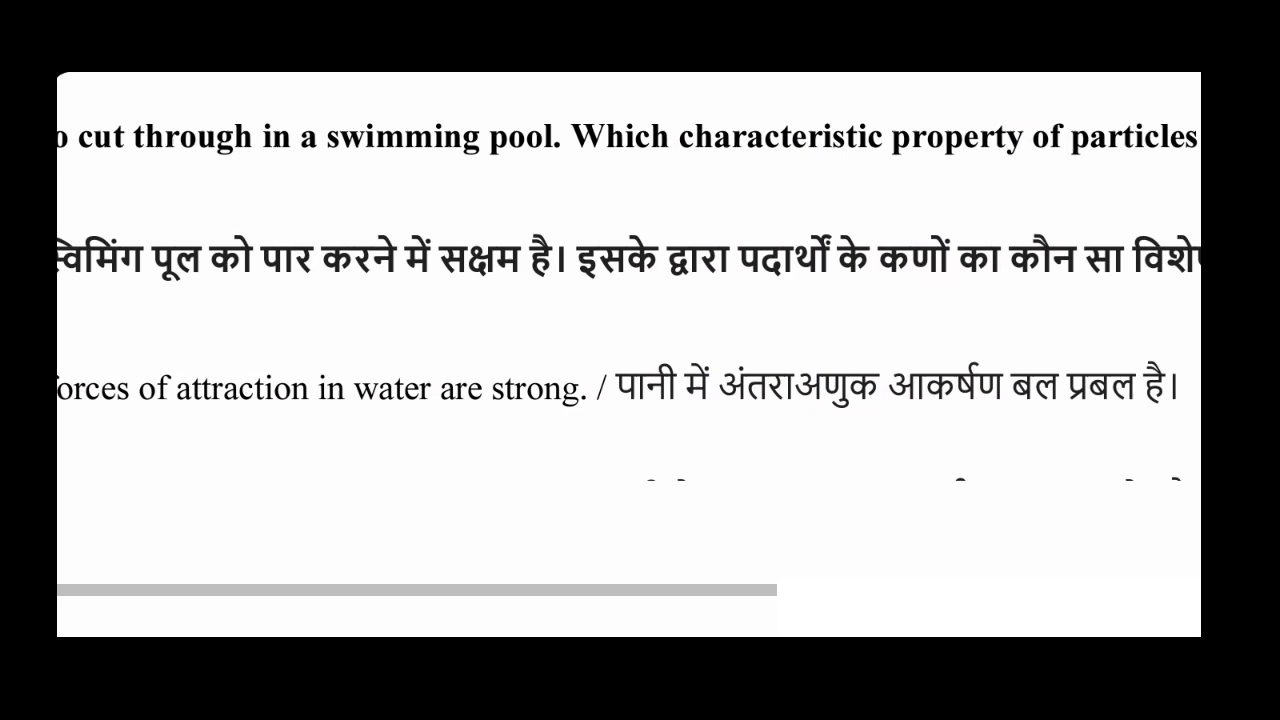 cut through in a swimming pool. Which characteristic property of particles
पूल को पार करने में सक्षम है। इसके द्वारा पदार्थों के कणों का कौन सा
forces of attraction in water are strong. / पानी में अंतराअणुक आकर्षण बल प्रबल है।